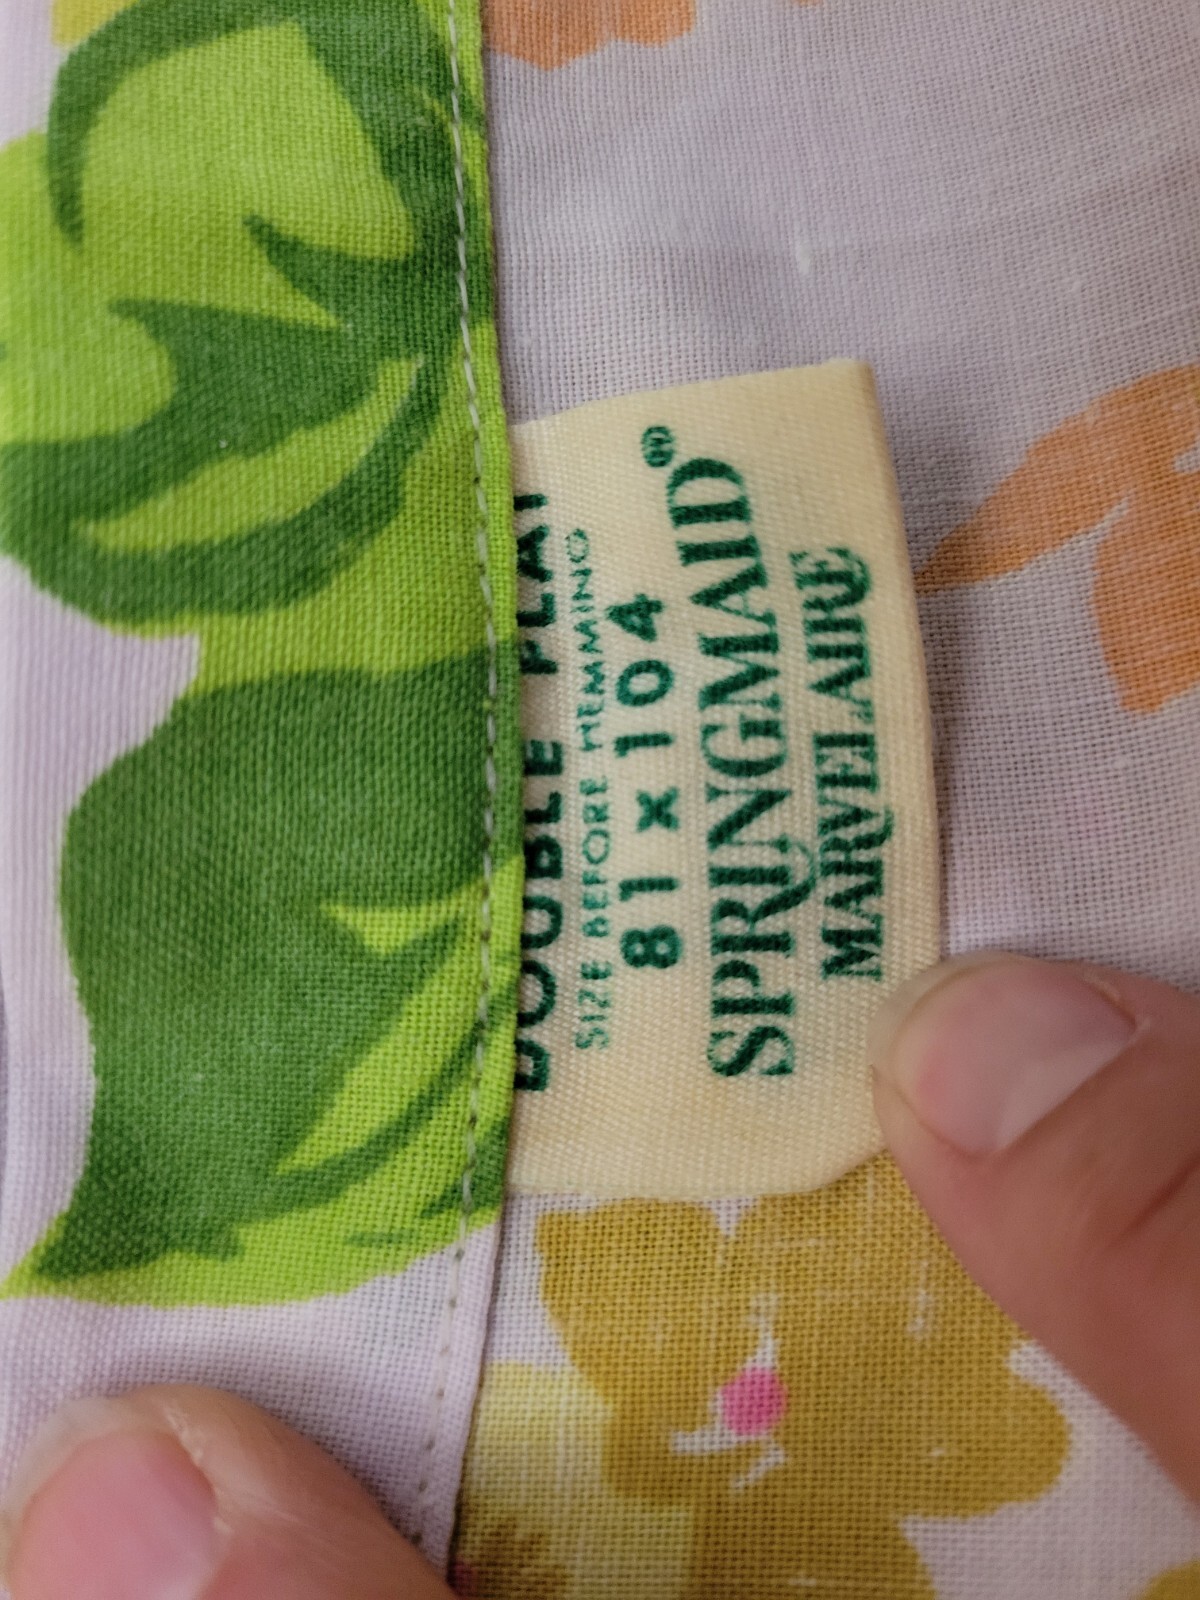 DOUBLE FLAT
SIZE BEFORE HEMMING
81 x 104
SPRINGMAID®
MARVELAIRE